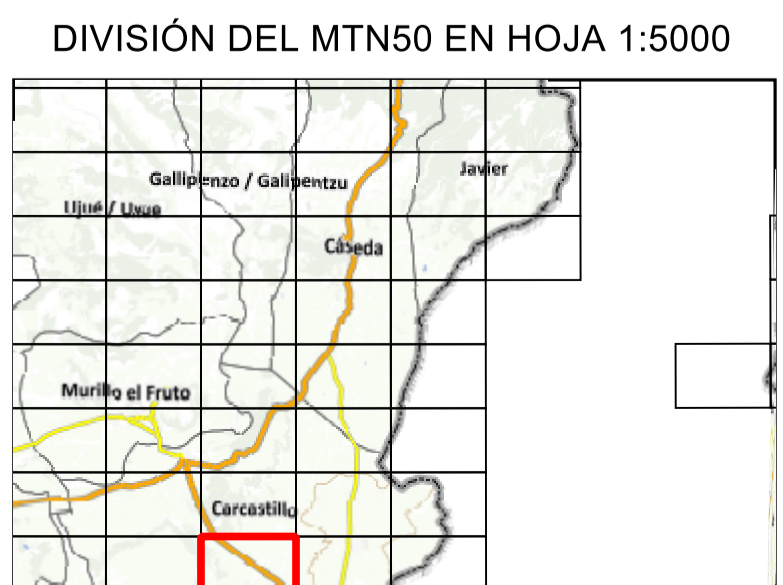 DIVISIÓN DEL MTN50 EN HOJA 1:5000
Javier
Gallipienzo / Galipentzu
Ujué / Uxue
Cáseda
Murillo el Fruto
Carcastillo